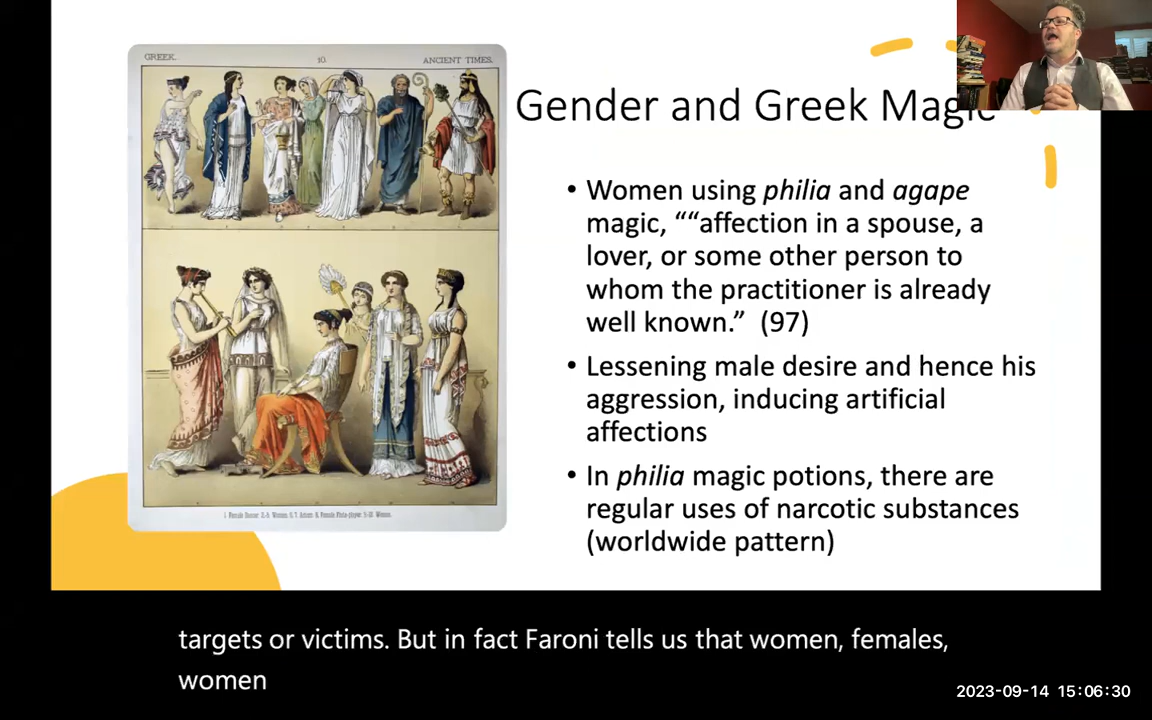 GREEK. 10. ANCIENT TIMES.
Gender and Greek Magic
• Women using philia and agape
magic, ““affection in a spouse, a
lover, or some other person to
whom the practitioner is already
well known.” (97)
• Lessening male desire and hence his
aggression, inducing artificial
affections
• In philia magic potions, there are
regular uses of narcotic substances
(worldwide pattern)
targets or victims. But in fact Faroni tells us that women, females,
women
2023-09-14 15:06:30